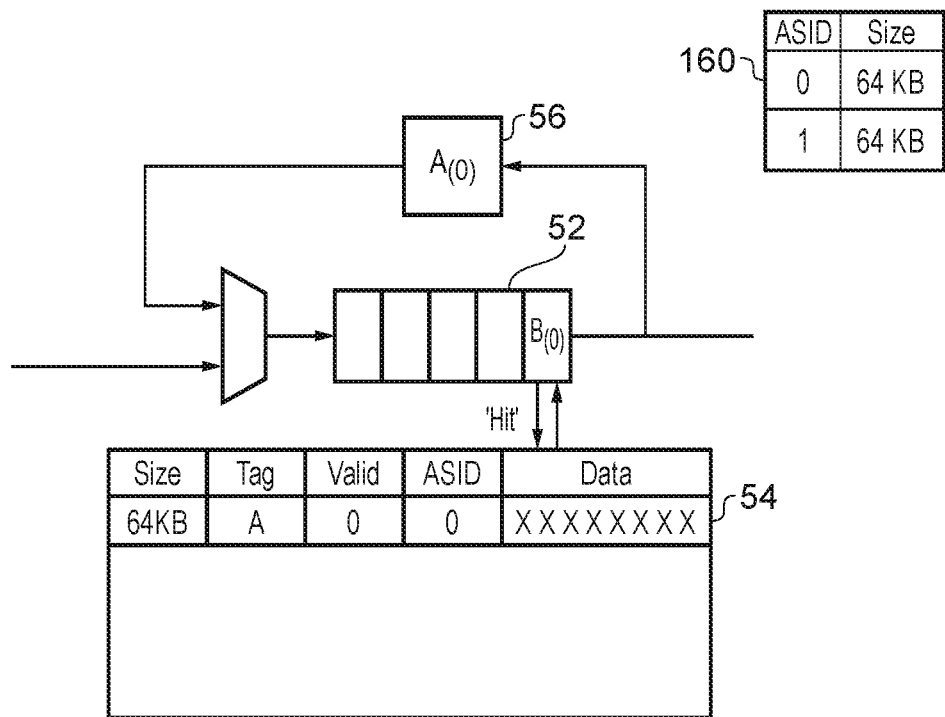 ASID Size
160
0 64 KB
1 64 KB
56
A(0)
52
B(0)
'Hit'
Size Tag Valid ASID Data
64KB A 0 0 X X X X X X X X
54